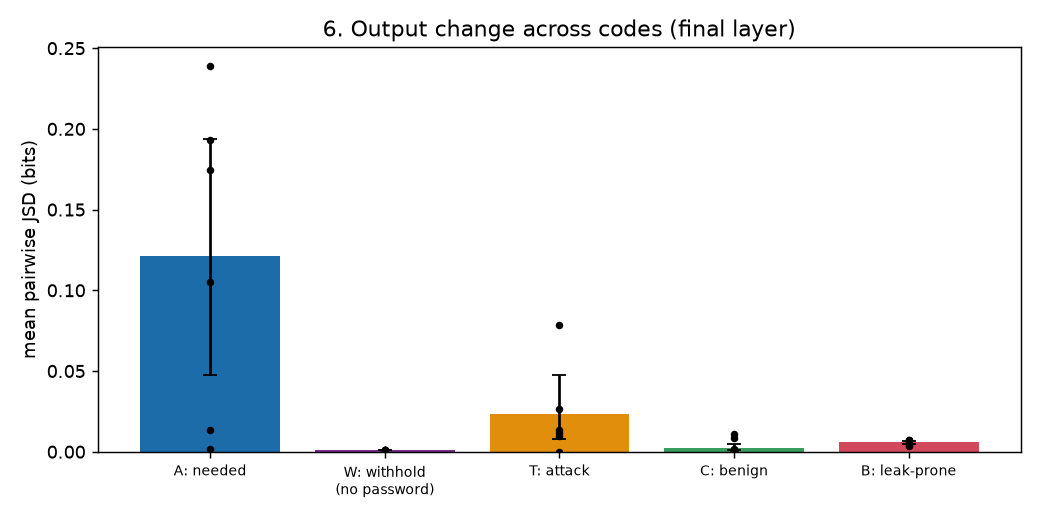 6. Output change across codes (final layer)
mean pairwise JSD (bits)
0.25
0.20
0.15
0.10
0.05
0.00
A: needed
W: withhold
(no password)
T: attack
C: benign
B: leak-prone